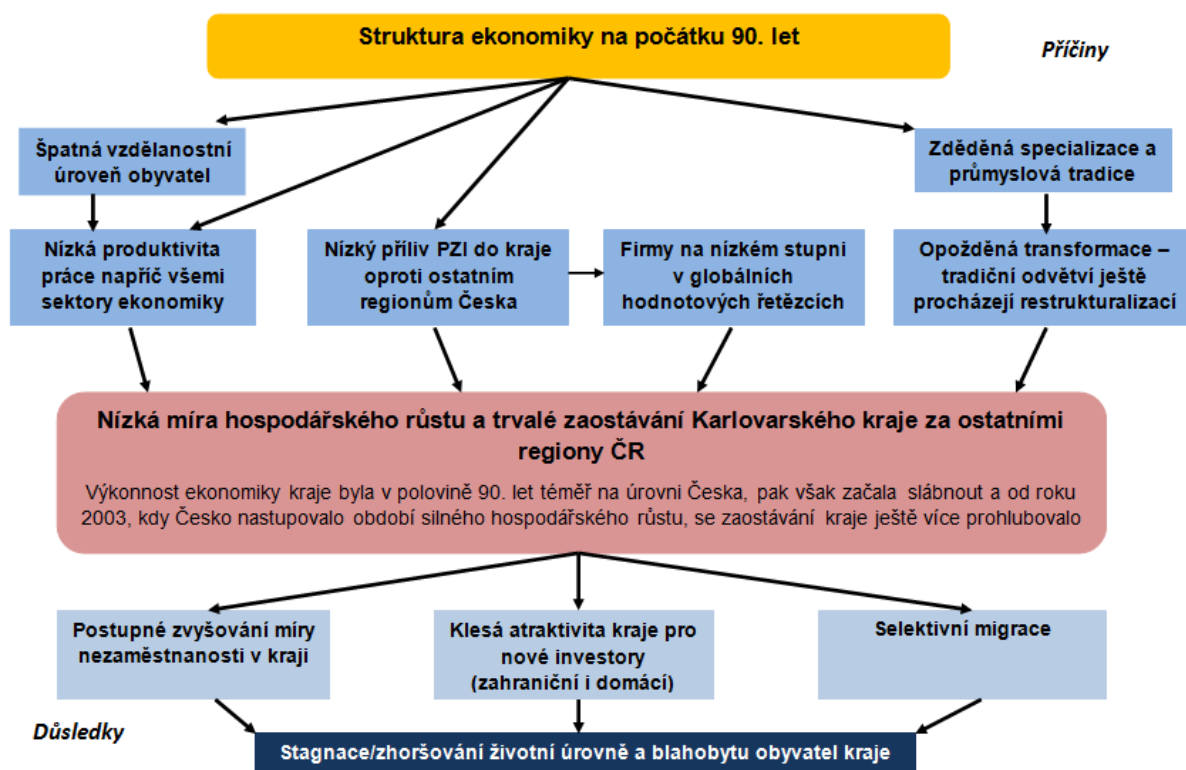 Struktura ekonomiky na počátku 90. let
Příčiny
Špatná vzdělanostní
úroveň obyvatel
Zděděná specializace a
průmyslová tradice
Nízká produktivita
práce napříč všemi
sektory ekonomiky
Nízký příliv PZI do kraje
oproti ostatním
regionům Česka
Firmy na nízkém stupni
v globálních
hodnotových řetězcích
Opožděná transformace –
tradiční odvětví ještě
procházejí restrukturalizací
Nízká míra hospodářského růstu a trvalé zaostávání Karlovarského kraje za ostatními
regiony ČR
Výkonnost ekonomiky kraje byla v polovině 90. let téměř na úrovni Česka, pak však začala slábnout a od roku
2003, kdy Česko nastupovalo období silného hospodářského růstu, se zaostávání kraje ještě více prohlubovalo
Postupné zvyšování míry
nezaměstnanosti v kraji
Klesá atraktivita kraje pro
nové investory
(zahraniční i domácí)
Selektivní migrace
Důsledky
Stagnace/zhoršování životní úrovně a blahobytu obyvatel kraje